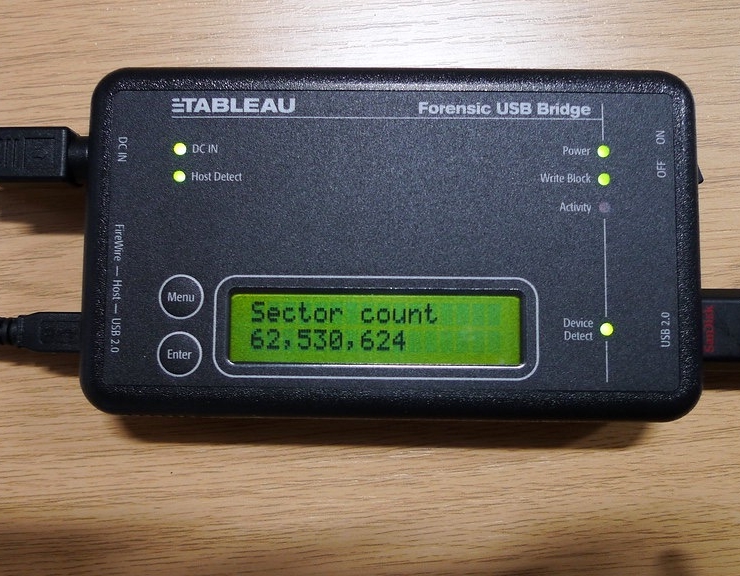 TABLEAU
Forensic USB Bridge
DC IN
Host Detect
Power
Write Block
Activity
ON
OFF
DC IN
FireWire — Host — USB 2.0
Menu
Enter
Sector count
62,530,624
Device
Detect
USB 2.0
SanDisk